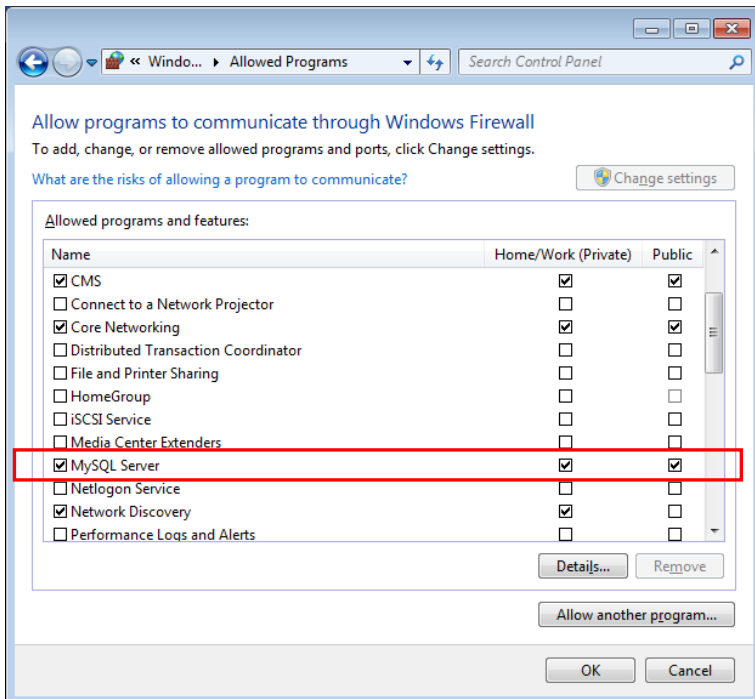 « Windo... ▸ Allowed Programs
Search Control Panel
Allow programs to communicate through Windows Firewall
To add, change, or remove allowed programs and ports, click Change settings.
What are the risks of allowing a program to communicate?
Change settings
Allowed programs and features:
Name Home/Work (Private) Public
CMS
Connect to a Network Projector
Core Networking
Distributed Transaction Coordinator
File and Printer Sharing
HomeGroup
iSCSI Service
Media Center Extenders
MySQL Server
Netlogon Service
Network Discovery
Performance Logs and Alerts
Details... Remove
Allow another program...
OK Cancel